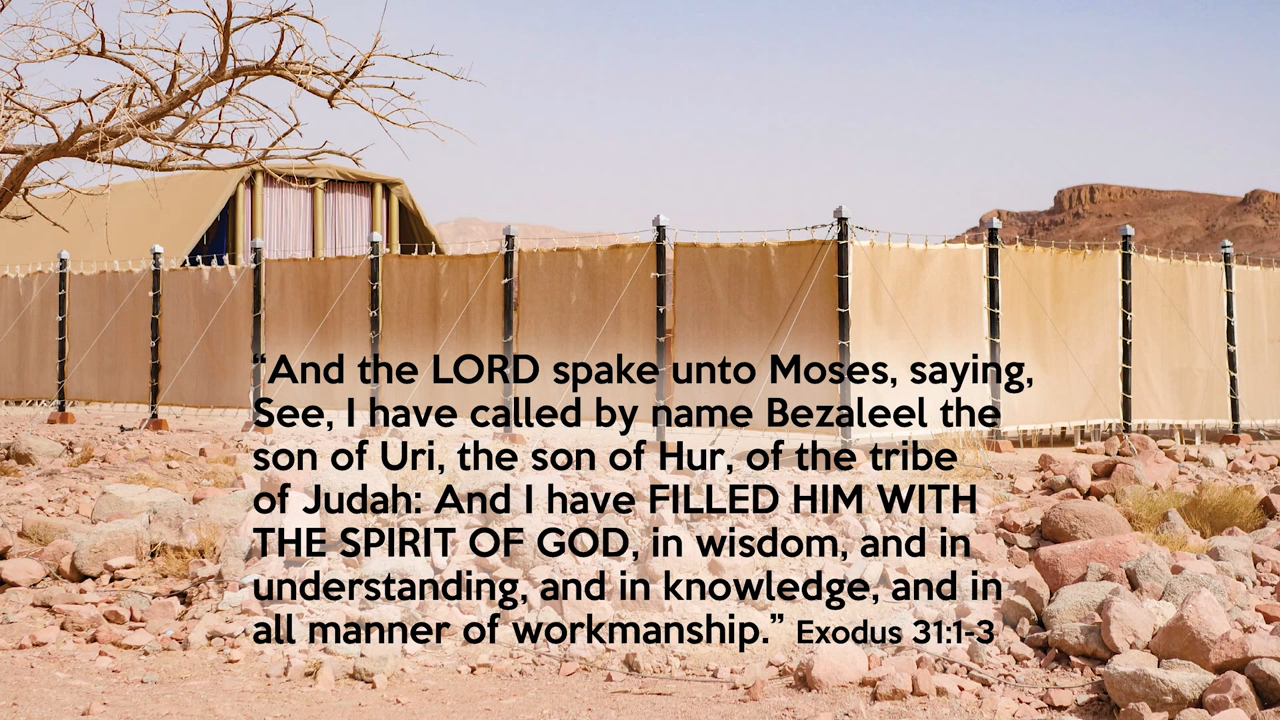 “And the LORD spake unto Moses, saying,
See, I have called by name Bezaleel the
son of Uri, the son of Hur, of the tribe
of Judah: And I have FILLED HIM WITH
THE SPIRIT OF GOD, in wisdom, and in
understanding, and in knowledge, and in
all manner of workmanship.” Exodus 31:1-3